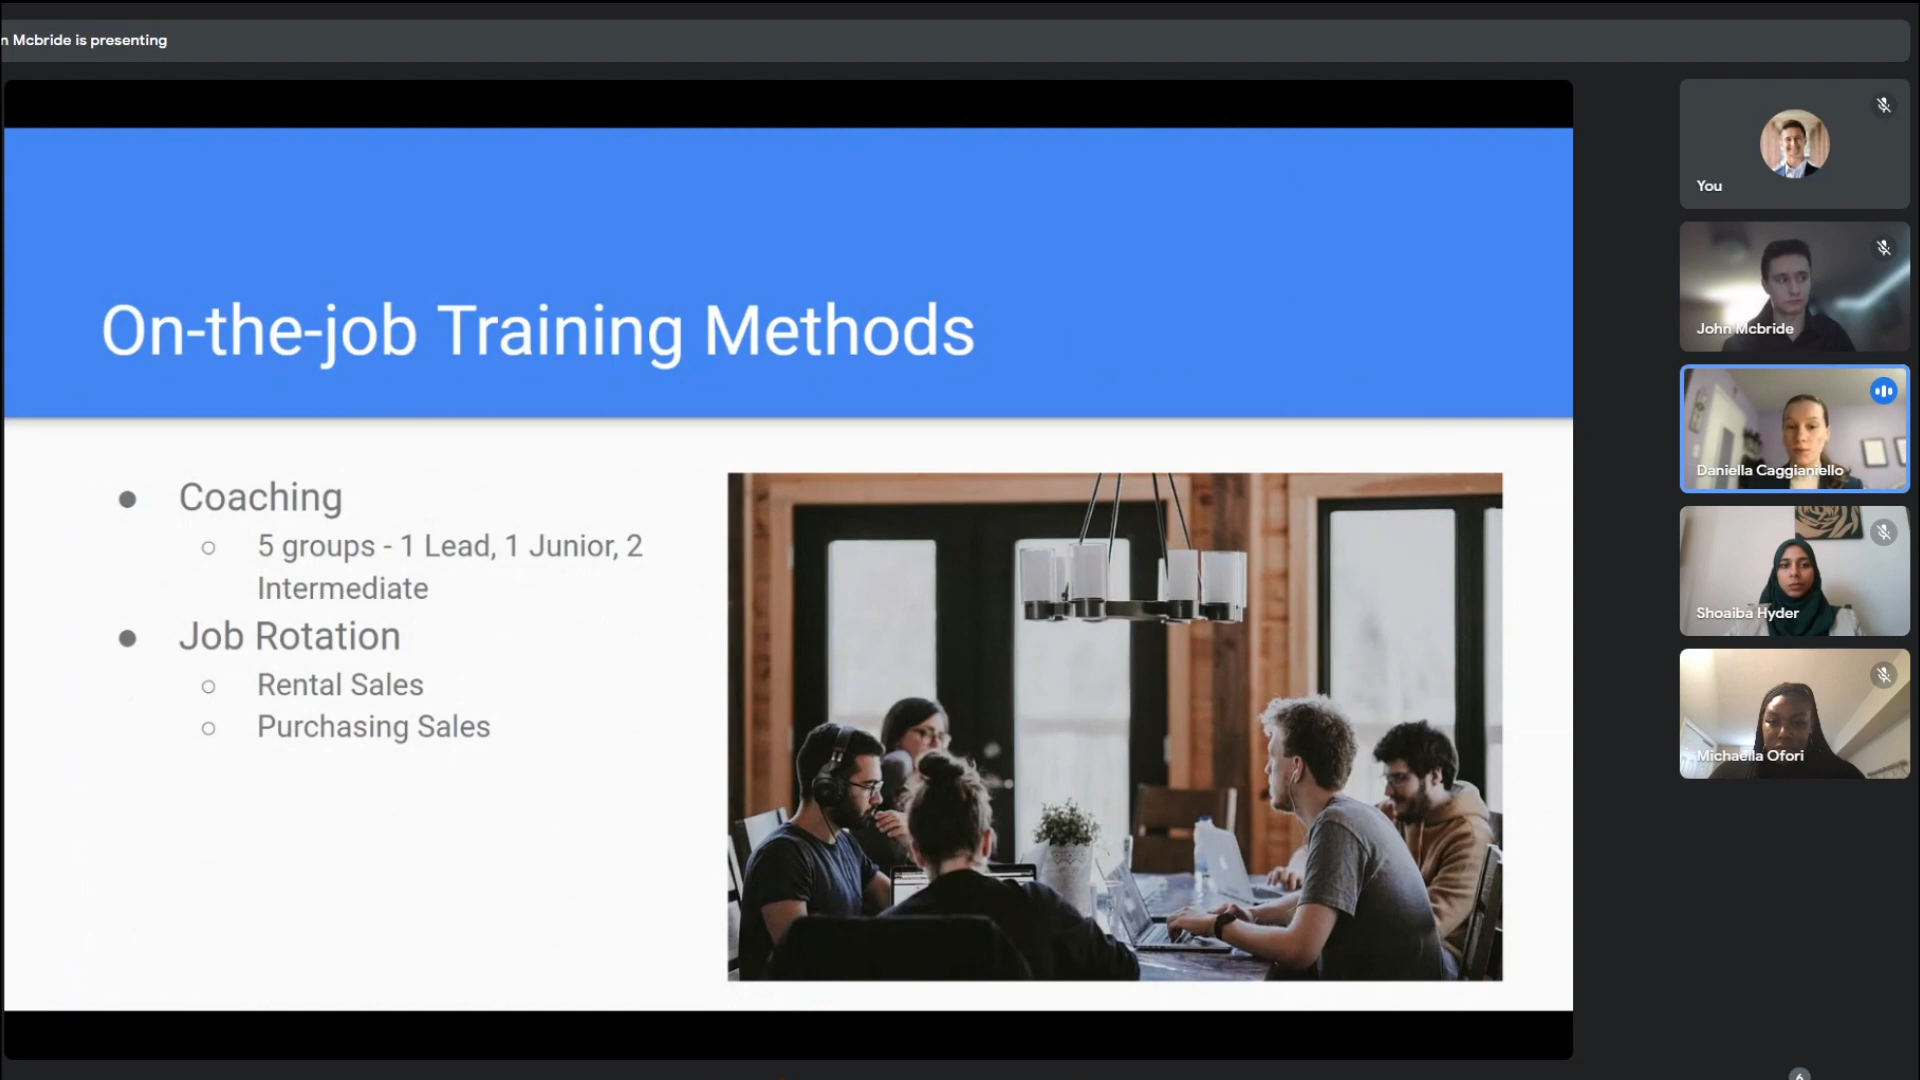 n Mcbride is presenting
On-the-job Training Methods
Coaching
5 groups - 1 Lead, 1 Junior, 2
Intermediate
Job Rotation
Rental Sales
Purchasing Sales
You
John Mcbride
Daniella Caggianiello
Shoaiba Hyder
Michaella Ofori